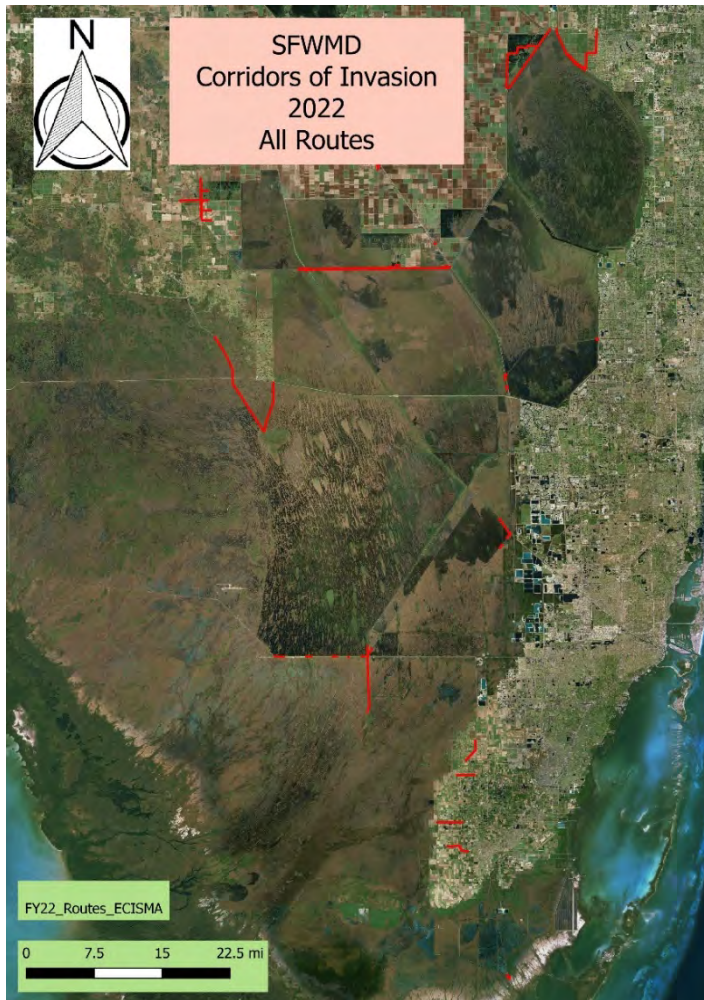 N
SFWMD
Corridors of Invasion
2022
All Routes
FY22_Routes_ECISMA
0 7.5 15 22.5 mi